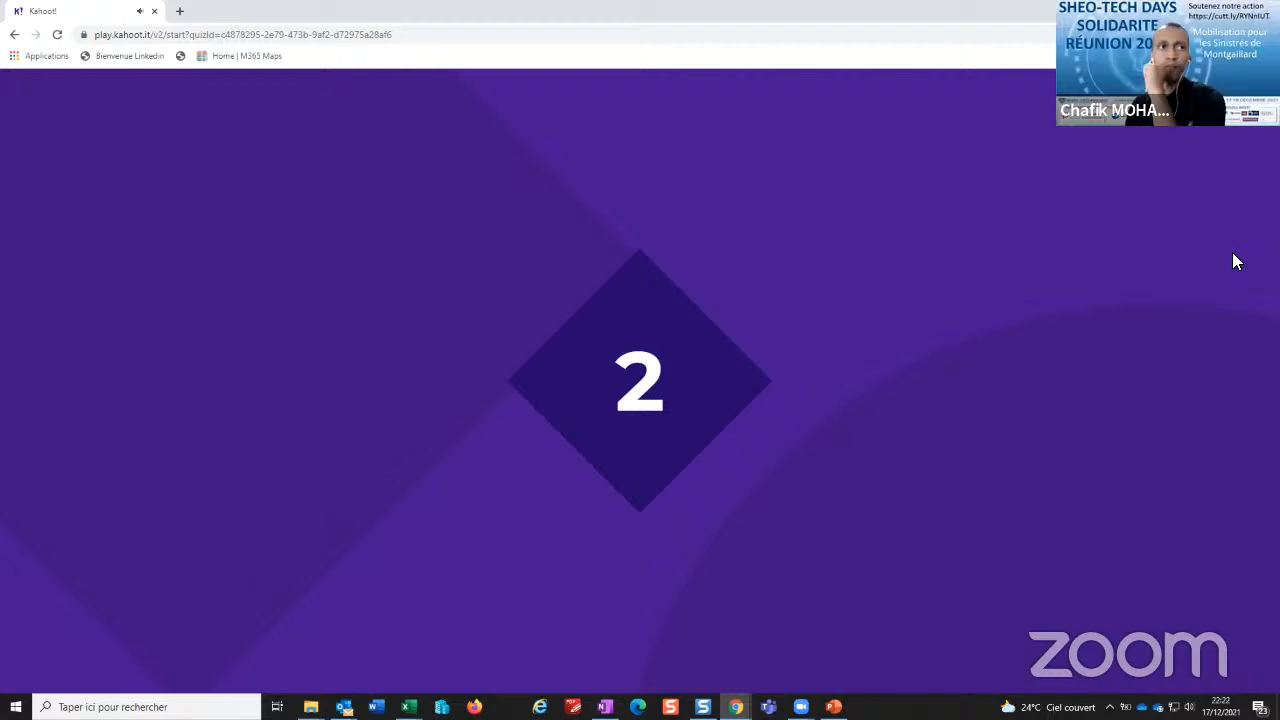 Kahoot!
play.kahoot.it/v2/start?quizId=c4878295-2e79-473b-9af2-d72975a28af6
Applications
Bienvenue Linkedin
Home | M365 Maps
SHEO-TECH DAYS
SOLIDARITE
RÉUNION 20
Soutenez notre action
https://cutt.ly/RYNnIUT
Mobilisation pour
les Sinistrés de
Montgaillard
Chafik MOHA...
2
zoom
Taper ici pour rechercher
24°C Ciel couvert
22:22
17/12/2021